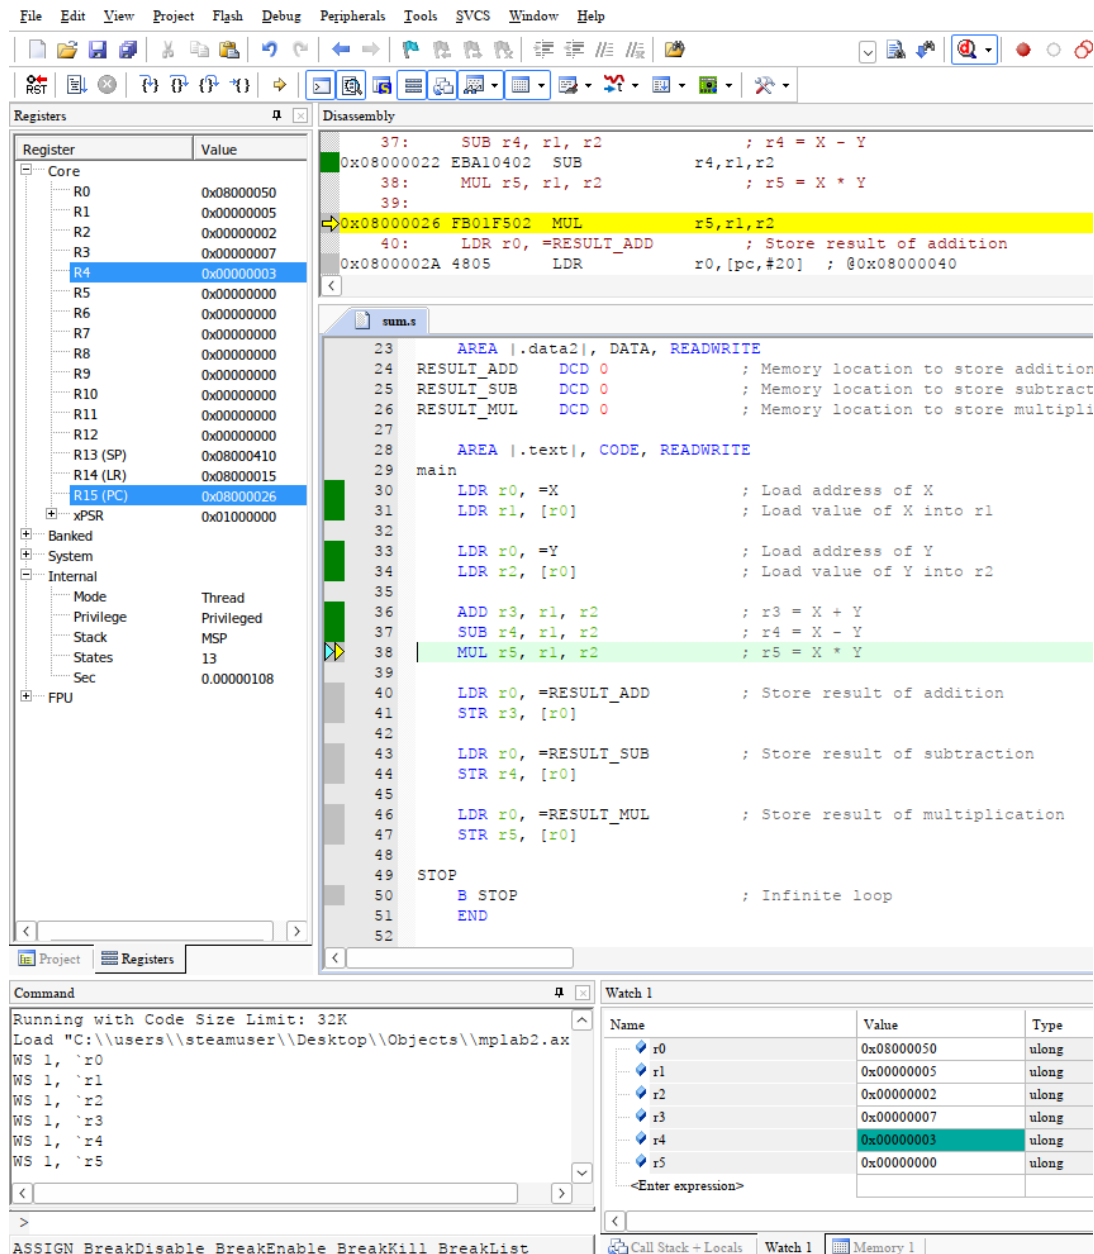 File Edit View Project Flash Debug Peripherals Tools SVCS Window Help
RST
Registers
Register Value
Core
R0 0x08000050
R1 0x00000005
R2 0x00000002
R3 0x00000007
R4 0x00000003
R5 0x00000000
R6 0x00000000
R7 0x00000000
R8 0x00000000
R9 0x00000000
R10 0x00000000
R11 0x00000000
R12 0x00000000
R13 (SP) 0x08000410
R14 (LR) 0x08000015
R15 (PC) 0x08000026
xPSR 0x01000000
Banked
System
Internal
Mode Thread
Privilege Privileged
Stack MSP
States 13
Sec 0.00000108
FPU
Project Registers
Disassembly
37: SUB r4, r1, r2 ; r4 = X - Y
0x08000022 EBA10402 SUB r4,r1,r2
38: MUL r5, r1, r2 ; r5 = X * Y
39:
0x08000026 FB01F502 MUL r5,r1,r2
40: LDR r0, =RESULT_ADD ; Store result of addition
0x0800002A 4805 LDR r0,[pc,#20] ; @0x08000040
sum.s
23 AREA |.data2|, DATA, READWRITE
24 RESULT_ADD DCD 0 ; Memory location to store addition
25 RESULT_SUB DCD 0 ; Memory location to store subtract
26 RESULT_MUL DCD 0 ; Memory location to store multipli
27
28 AREA |.text|, CODE, READWRITE
29 main
30 LDR r0, =X ; Load address of X
31 LDR r1, [r0] ; Load value of X into r1
32
33 LDR r0, =Y ; Load address of Y
34 LDR r2, [r0] ; Load value of Y into r2
35
36 ADD r3, r1, r2 ; r3 = X + Y
37 SUB r4, r1, r2 ; r4 = X - Y
38 MUL r5, r1, r2 ; r5 = X * Y
39
40 LDR r0, =RESULT_ADD ; Store result of addition
41 STR r3, [r0]
42
43 LDR r0, =RESULT_SUB ; Store result of subtraction
44 STR r4, [r0]
45
46 LDR r0, =RESULT_MUL ; Store result of multiplication
47 STR r5, [r0]
48
49 STOP
50 B STOP ; Infinite loop
51 END
52
Command
Running with Code Size Limit: 32K
Load "C:\\users\\steamuser\\Desktop\\Objects\\mplab2.ax
WS 1, `r0
WS 1, `r1
WS 1, `r2
WS 1, `r3
WS 1, `r4
WS 1, `r5
>
ASSIGN BreakDisable BreakEnable BreakKill BreakList
Watch 1
Name Value Type
r0 0x08000050 ulong
r1 0x00000005 ulong
r2 0x00000002 ulong
r3 0x00000007 ulong
r4 0x00000003 ulong
r5 0x00000000 ulong
<Enter expression>
Call Stack + Locals Watch 1 Memory 1